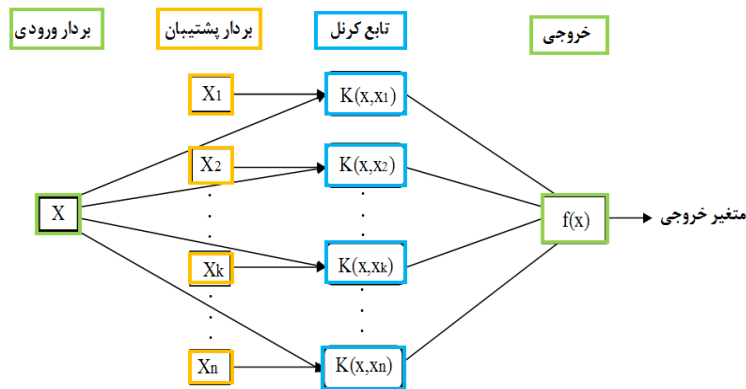 بردار ورودی
بردار پشتیبان
تابع کرنل
خروجی
X1
K(x,x1)
X2
K(x,x2)
X
f(x)
متغیر خروجی
Xk
K(x,xk)
Xn
K(x,xn)